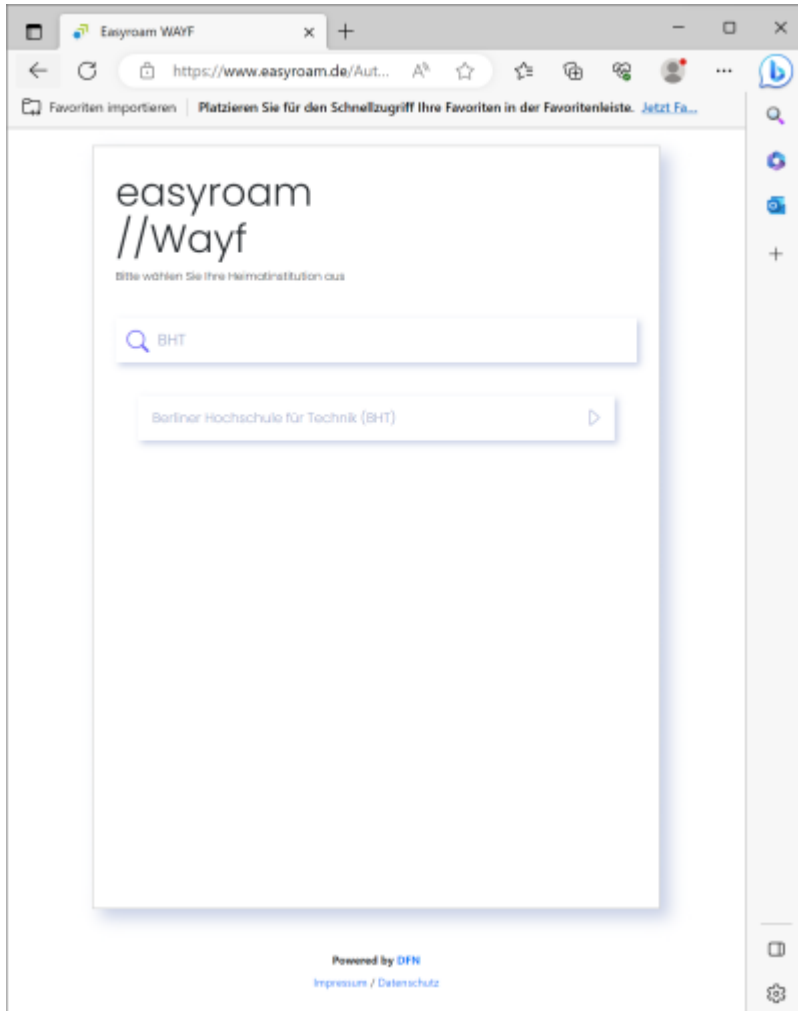 Easyroam WAYF
https://www.easyroam.de/Aut...
Favoriten importieren
Platzieren Sie für den Schnellzugriff Ihre Favoriten in der Favoritenleiste. Jetzt Fa...
easyroam
//Wayf
Bitte wählen Sie Ihre Heimatinstitution aus
BHT
Berliner Hochschule für Technik (BHT)
Powered by DFN
Impressum / Datenschutz